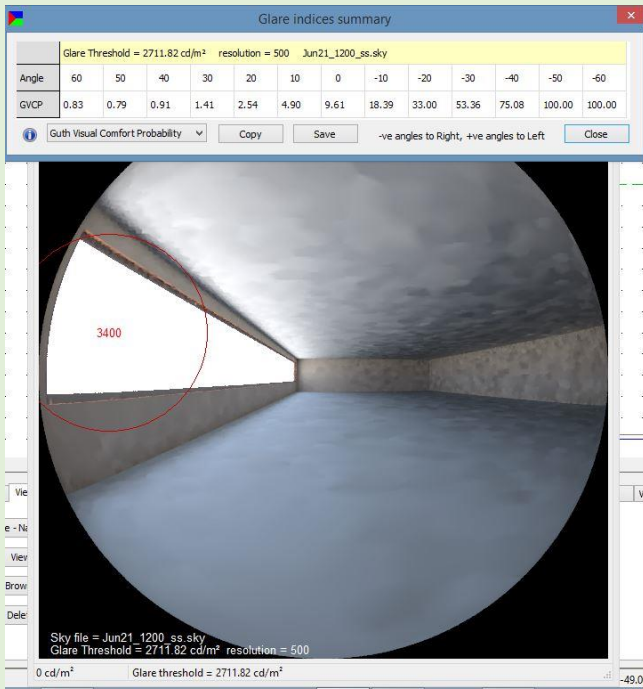 Glare indices summary
Glare Threshold = 2711.82 cd/m² resolution = 500 Jun21_1200_ss.sky
Angle 60 50 40 30 20 10 0 -10 -20 -30 -40 -50 -60
GVCP 0.83 0.79 0.91 1.41 2.54 4.90 9.61 18.39 33.00 53.36 75.08 100.00 100.00
Guth Visual Comfort Probability Copy Save -ve angles to Right, +ve angles to Left Close
3400
Sky file = Jun21_1200_ss.sky
Glare Threshold = 2711.82 cd/m² resolution = 500
0 cd/m² Glare threshold = 2711.82 cd/m²
-49.0